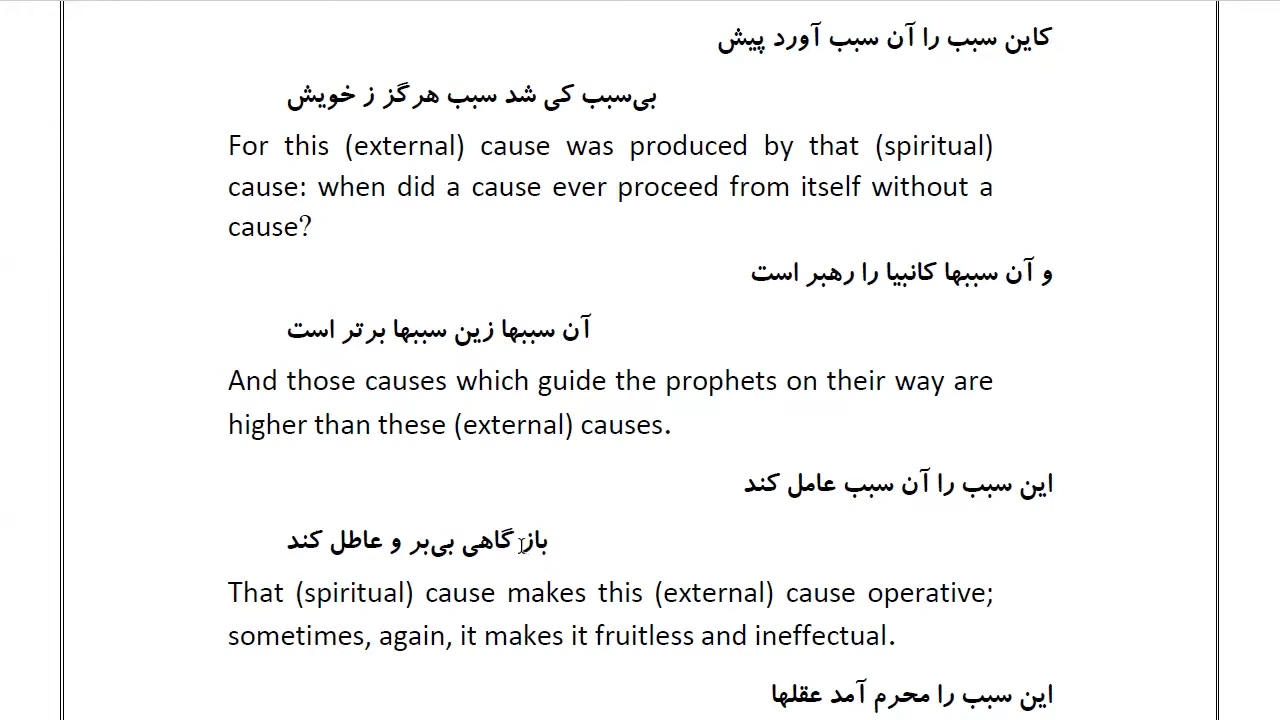 کاین سبب را آن سبب آورد پیش
بی‌سبب کی شد سبب هرگز ز خویش
For this (external) cause was produced by that (spiritual)
cause: when did a cause ever proceed from itself without a
cause?
و آن سببها کانبیا را رهبر است
آن سببها زین سببها برتر است
And those causes which guide the prophets on their way are
higher than these (external) causes.
این سبب را آن سبب عامل کند
باز گاهی بی‌بر و عاطل کند
That (spiritual) cause makes this (external) cause operative;
sometimes, again, it makes it fruitless and ineffectual.
این سبب را محرم آمد عقلها